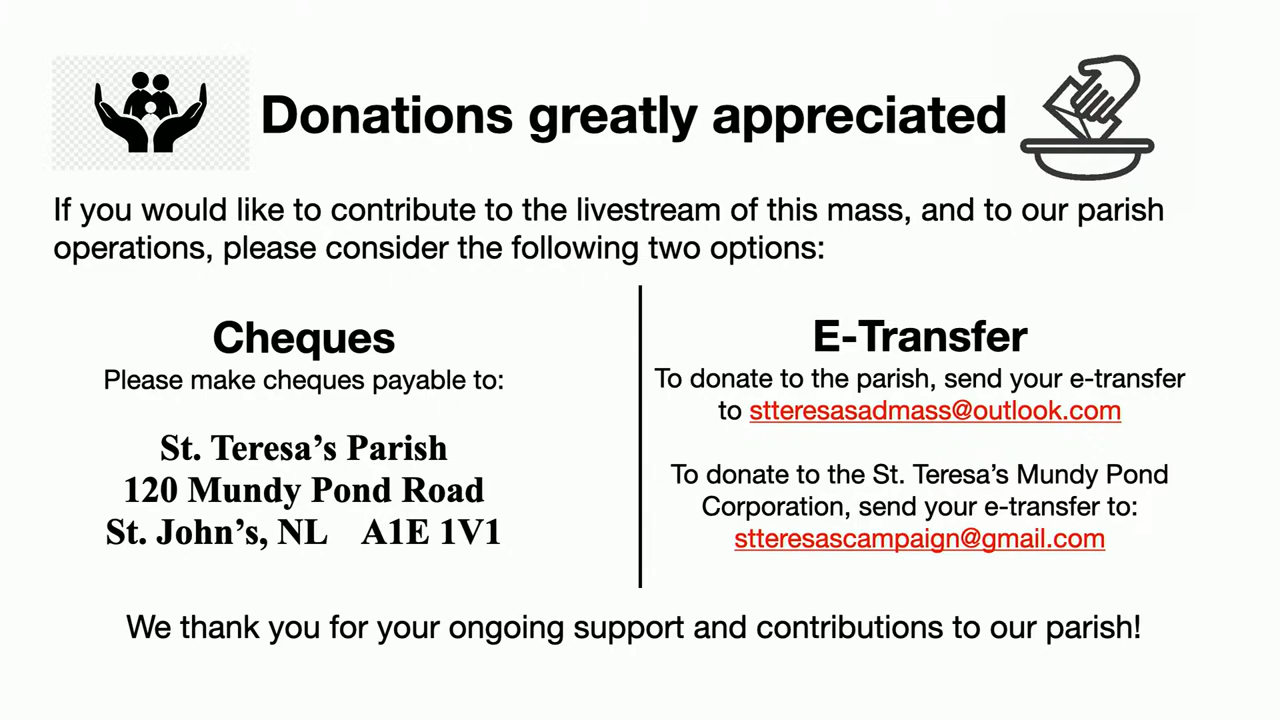 Donations greatly appreciated
If you would like to contribute to the livestream of this mass, and to our parish
operations, please consider the following two options:
Cheques
Please make cheques payable to:
St. Teresa’s Parish
120 Mundy Pond Road
St. John’s, NL A1E 1V1
E-Transfer
To donate to the parish, send your e-transfer
to stteresasadmass@outlook.com
To donate to the St. Teresa’s Mundy Pond
Corporation, send your e-transfer to:
stteresascampaign@gmail.com
We thank you for your ongoing support and contributions to our parish!